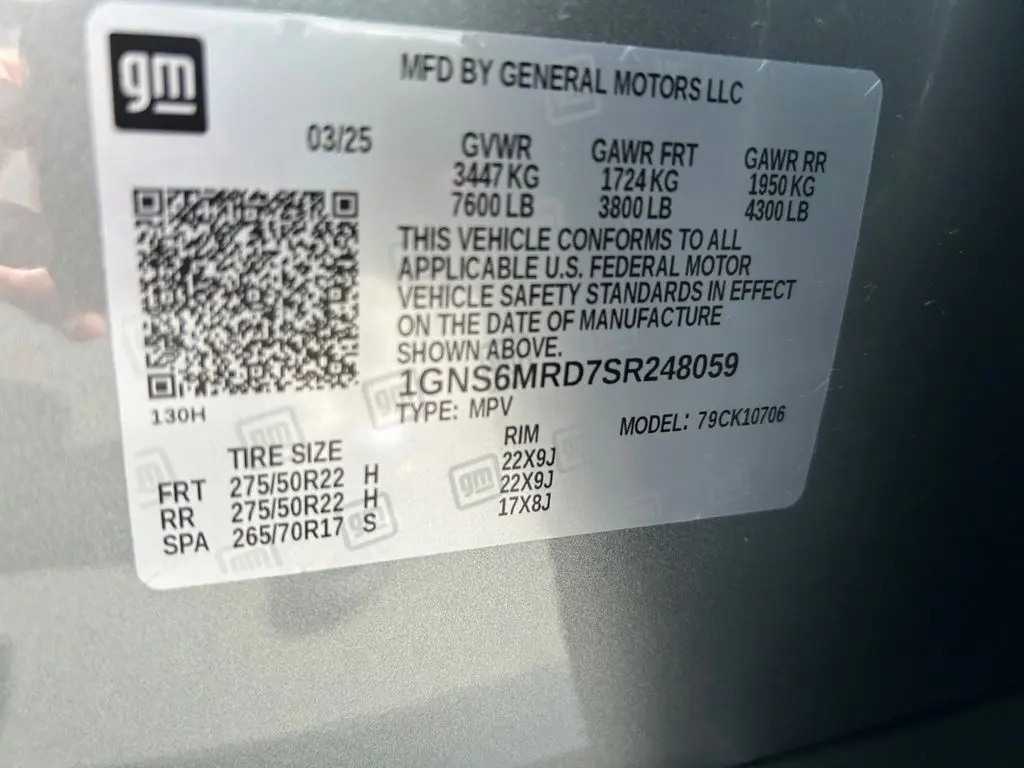 gm
MFD BY GENERAL MOTORS LLC
03/25 GVWR GAWR FRT GAWR RR
3447 KG 1724 KG 1950 KG
7600 LB 3800 LB 4300 LB
THIS VEHICLE CONFORMS TO ALL
APPLICABLE U.S. FEDERAL MOTOR
VEHICLE SAFETY STANDARDS IN EFFECT
ON THE DATE OF MANUFACTURE
SHOWN ABOVE.
1GNS6MRD7SR248059
130H
TYPE: MPV MODEL: 79CK10706
TIRE SIZE RIM
FRT 275/50R22 H 22X9J
RR 275/50R22 H 22X9J
SPA 265/70R17 S 17X8J